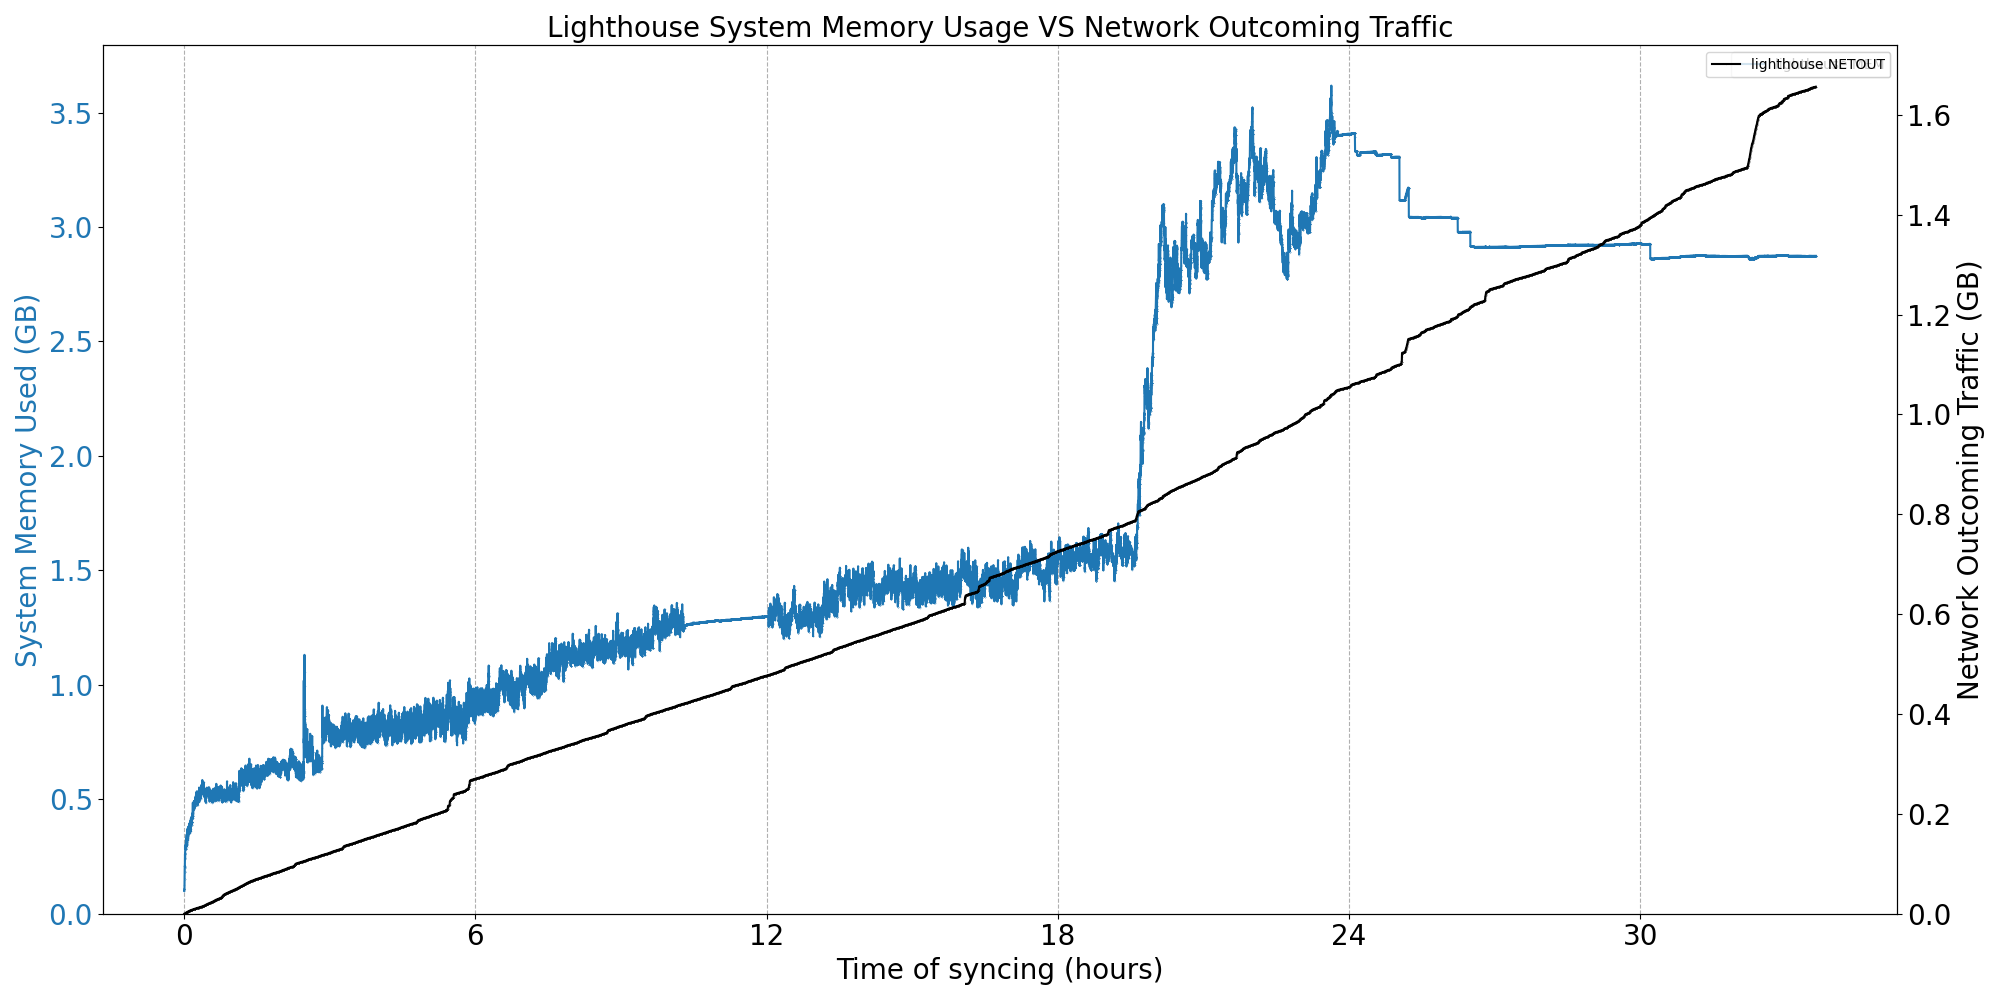 Lighthouse System Memory Usage VS Network Outcoming Traffic
lighthouse NETOUT
3.5
3.0
2.5
2.0
1.5
1.0
0.5
0.0
System Memory Used (GB)
1.6
1.4
1.2
1.0
0.8
0.6
0.4
0.2
0.0
Network Outcoming Traffic (GB)
0 6 12 18 24 30
Time of syncing (hours)